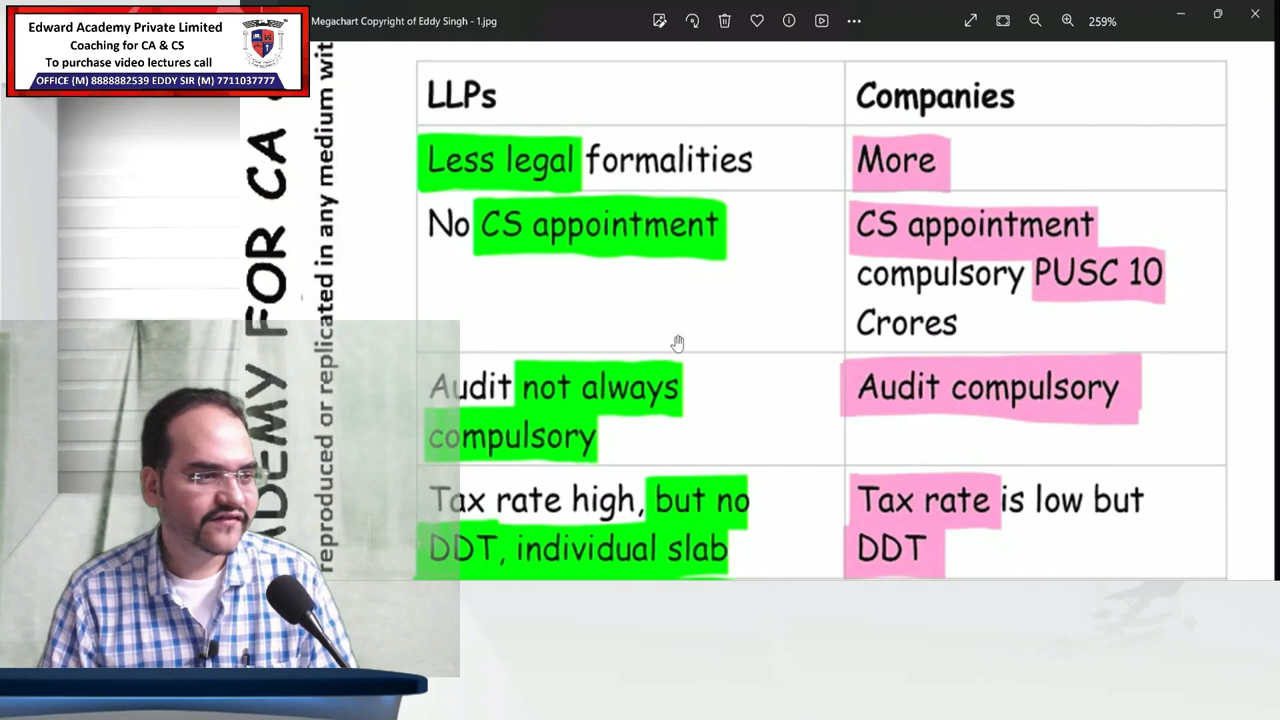 Edward Academy Private Limited
Coaching for CA & CS
To purchase video lectures call
OFFICE (M) 8888882539 EDDY SIR (M) 7711037777
Megachart Copyright of Eddy Singh - 1.jpg
259%
FOR CA
reproduced or replicated in any medium
LLPs
Companies
Less legal formalities
More
No CS appointment
CS appointment
compulsory PUSC 10
Crores
Audit not always
compulsory
Audit compulsory
Tax rate high, but no
DDT, individual slab
Tax rate is low but
DDT